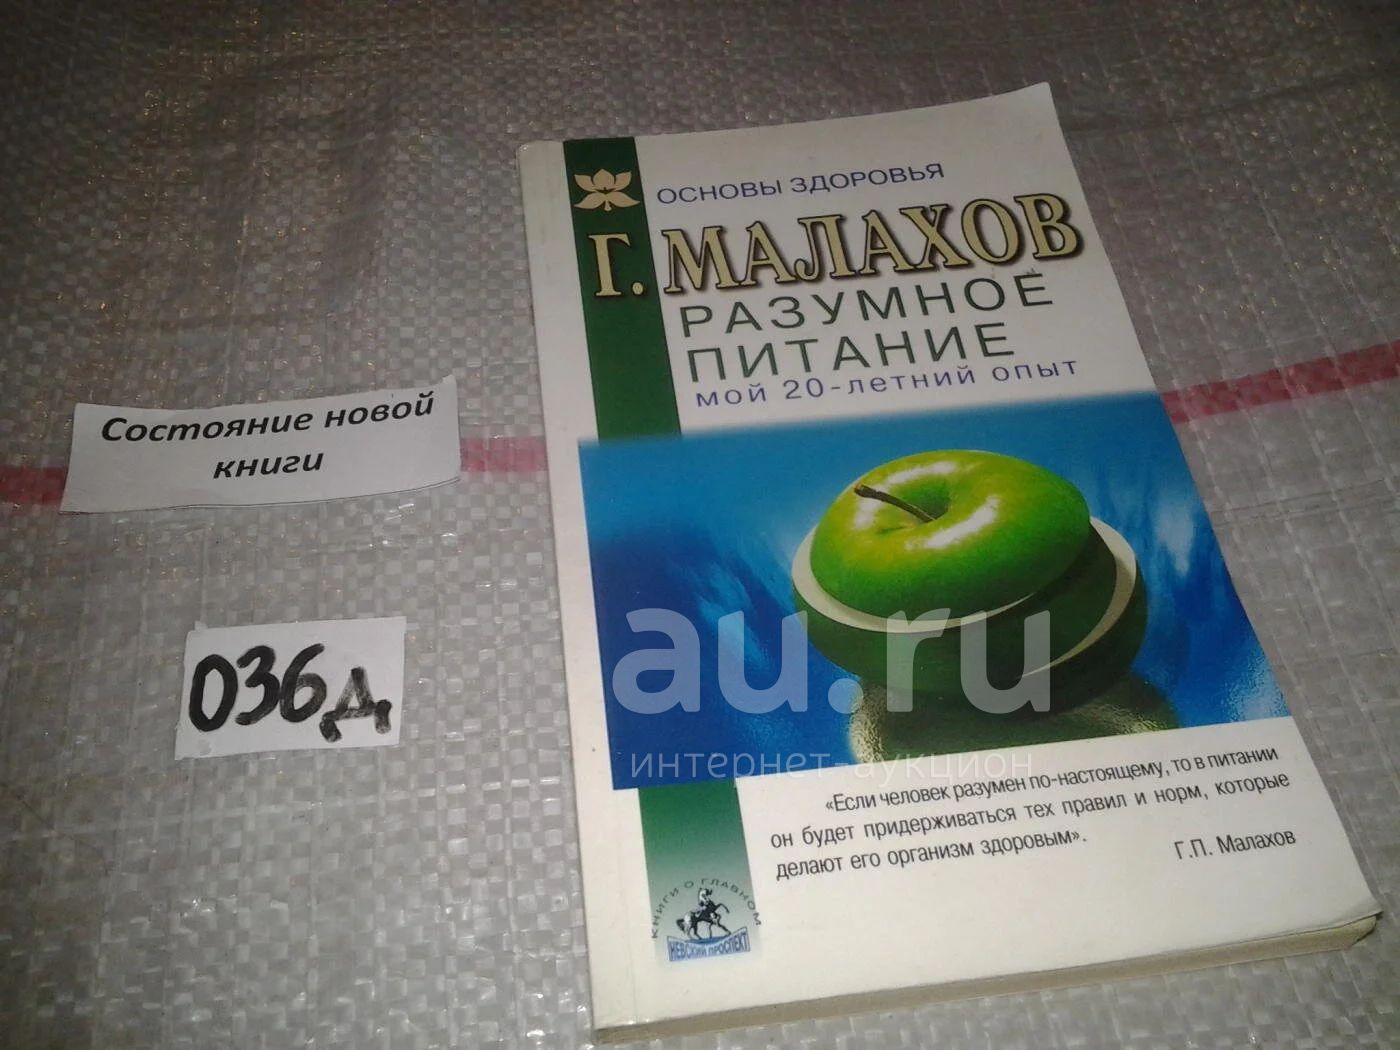 ОСНОВЫ ЗДОРОВЬЯ
Г. МАЛАХОВ
РАЗУМНОЕ
ПИТАНИЕ
мой 20-летний опыт
Состояние новой
книги
036д
au.ru
интернет-аукцион
«Если человек разумен по-настоящему, то в питании
он будет придерживаться тех правил и норм, которые
делают его организм здоровым».
Г.П. Малахов
КНИГИ О ГЛАВНОМ
НЕВСКИЙ ПРОСПЕКТ